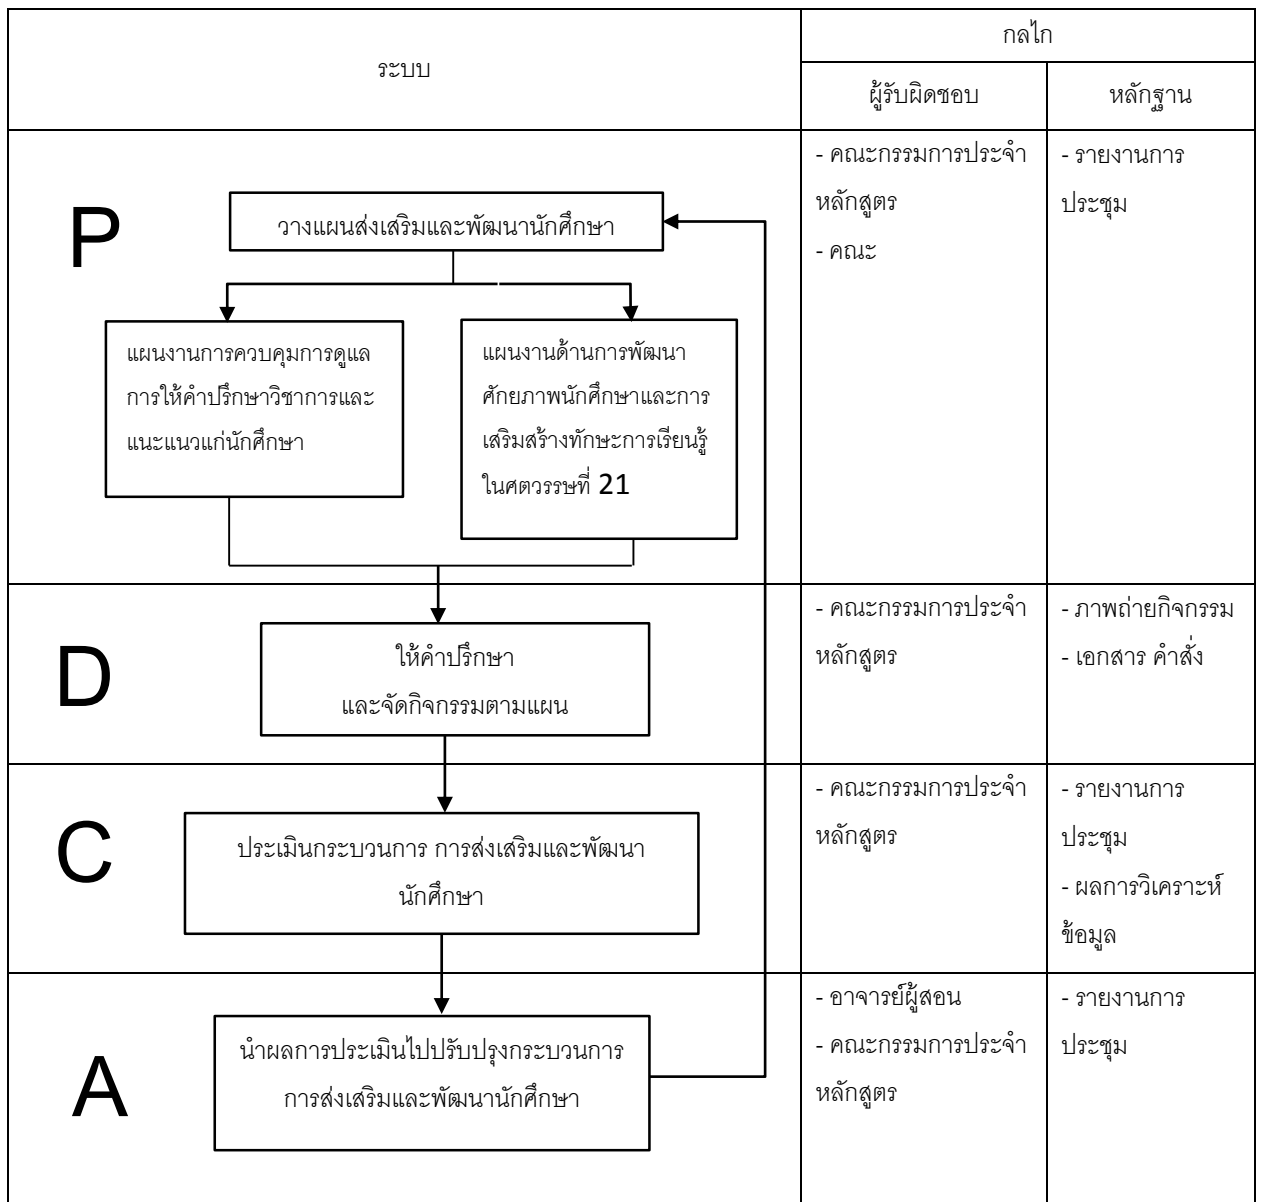 ระบบ
กลไก
ผู้รับผิดชอบ
หลักฐาน
P
วางแผนส่งเสริมและพัฒนานักศึกษา
แผนงานการควบคุมการดูแล
การให้คำปรึกษาวิชาการและ
แนะแนวแก่นักศึกษา
แผนงานด้านการพัฒนา
ศักยภาพนักศึกษาและการ
เสริมสร้างทักษะการเรียนรู้
ในศตวรรษที่ 21
- คณะกรรมการประจำ
หลักสูตร
- คณะ
- รายงานการ
ประชุม
D
ให้คำปรึกษา
และจัดกิจกรรมตามแผน
- คณะกรรมการประจำ
หลักสูตร
- ภาพถ่ายกิจกรรม
- เอกสาร คำสั่ง
C
ประเมินกระบวนการ การส่งเสริมและพัฒนา
นักศึกษา
- คณะกรรมการประจำ
หลักสูตร
- รายงานการ
ประชุม
- ผลการวิเคราะห์
ข้อมูล
A
นำผลการประเมินไปปรับปรุงกระบวนการ
การส่งเสริมและพัฒนานักศึกษา
- อาจารย์ผู้สอน
- คณะกรรมการประจำ
หลักสูตร
- รายงานการ
ประชุม